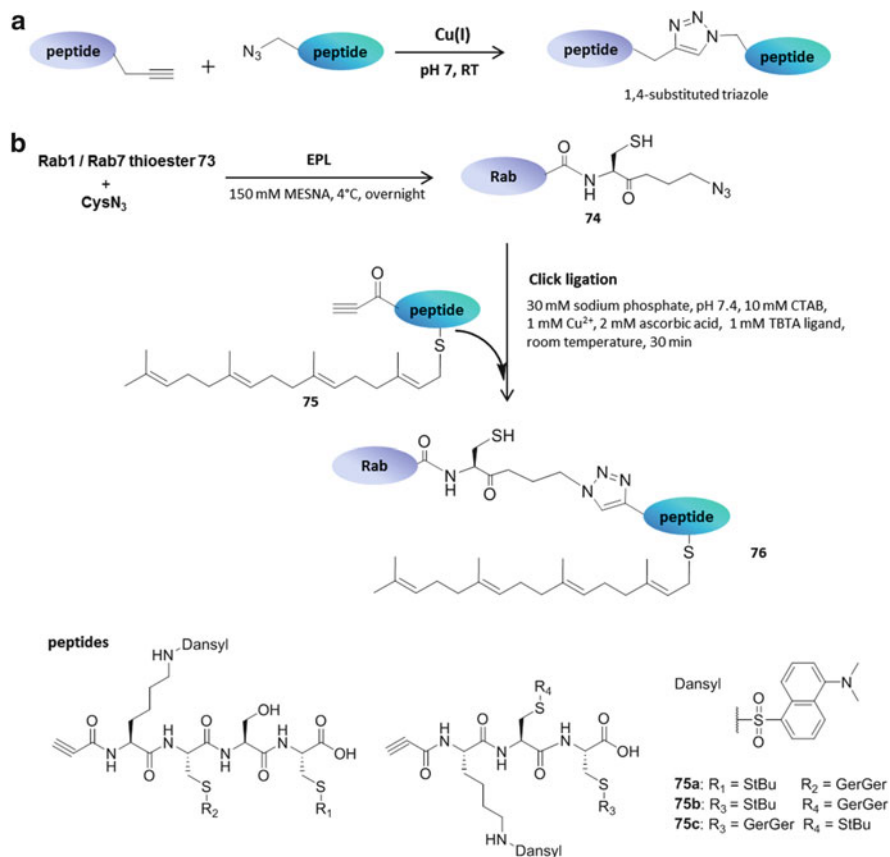 a
peptide
+
N3
peptide
Cu(I)
pH 7, RT
peptide
N
N
N
peptide
1,4-substituted triazole
b
Rab1 / Rab7 thioester 73
+
CysN3
EPL
150 mM MESNA, 4°C, overnight
Rab
O
N
H
SH
O
N3
74
O
peptide
S
75
Click ligation
30 mM sodium phosphate, pH 7.4, 10 mM CTAB,
1 mM Cu2+, 2 mM ascorbic acid, 1 mM TBTA ligand,
room temperature, 30 min
Rab
O
N
H
SH
O
N
N
N
peptide
S
76
peptides
HN
Dansyl
O
H
N
O
N
H
O
OH
H
N
O
N
H
O
OH
S
R2
S
R1
R4
S
O
H
N
O
N
H
O
H
N
O
OH
S
R3
HN
Dansyl
Dansyl
O
S
O
N
75a: R1 = StBu R2 = GerGer
75b: R3 = StBu R4 = GerGer
75c: R3 = GerGer R4 = StBu